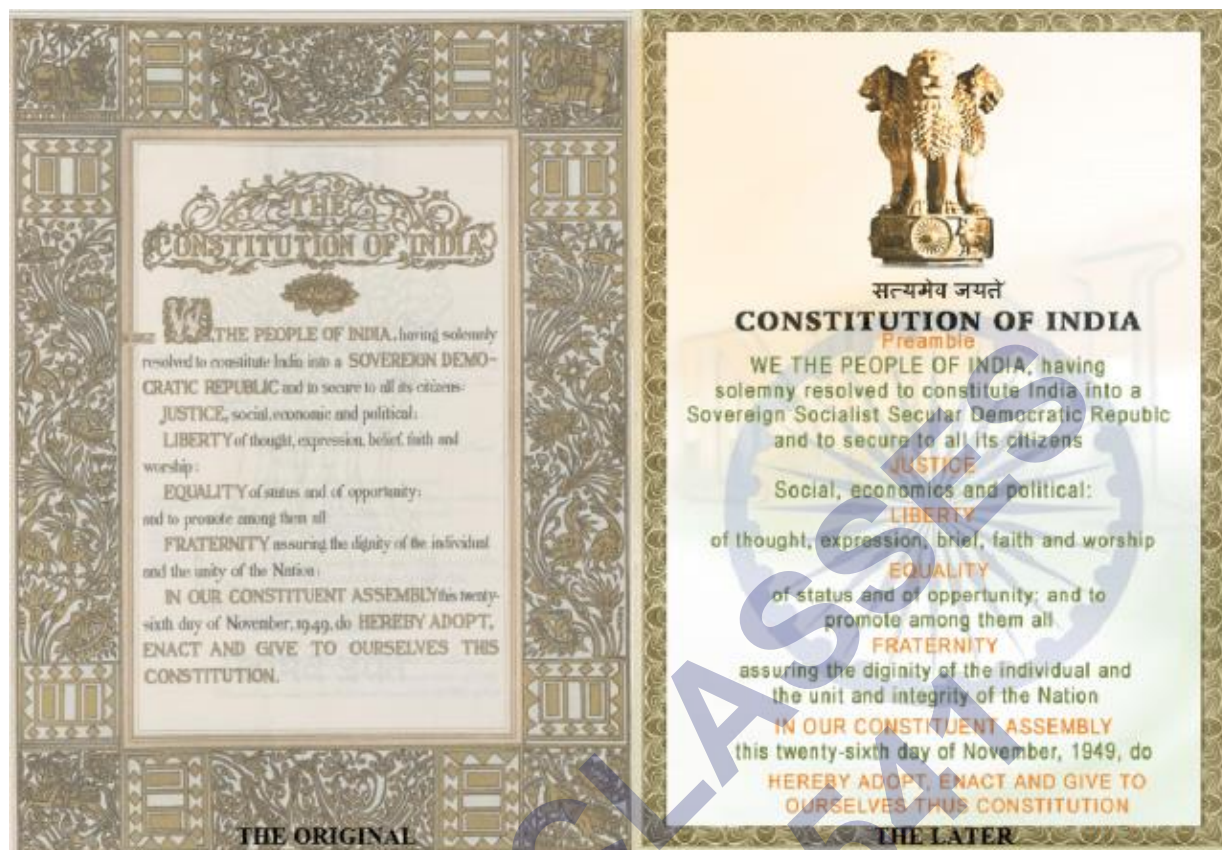 THE
CONSTITUTION OF INDIA
WE, THE PEOPLE OF INDIA, having solemnly
resolved to constitute India into a SOVEREIGN DEMO-
CRATIC REPUBLIC and to secure to all its citizens:
JUSTICE, social, economic and political;
LIBERTY of thought, expression, belief, faith and
worship;
EQUALITY of status and of opportunity;
and to promote among them all
FRATERNITY assuring the dignity of the individual
and the unity of the Nation;
IN OUR CONSTITUENT ASSEMBLY this twenty-
sixth day of November, 1949, do HEREBY ADOPT,
ENACT AND GIVE TO OURSELVES THIS
CONSTITUTION.
THE ORIGINAL
सत्यमेव जयते
CONSTITUTION OF INDIA
Preamble
WE THE PEOPLE OF INDIA, having
solemny resolved to constitute India into a
Sovereign Socialist Secular Democratic Repubic
and to secure to all its citizens
JUSTICE
Social, economics and political:
LIBERTY
of thought, expression, brief, faith and worship
EQUALITY
of status and of oppertunity; and to
promote among them all
FRATERNITY
assuring the diginity of the individual and
the unit and integrity of the Nation
IN OUR CONSTITUENT ASSEMBLY
this twenty-sixth day of November, 1949, do
HEREBY ADOPT, ENACT AND GIVE TO
OURSELVES THUS CONSTITUTION
THE LATER
CLASSES
541